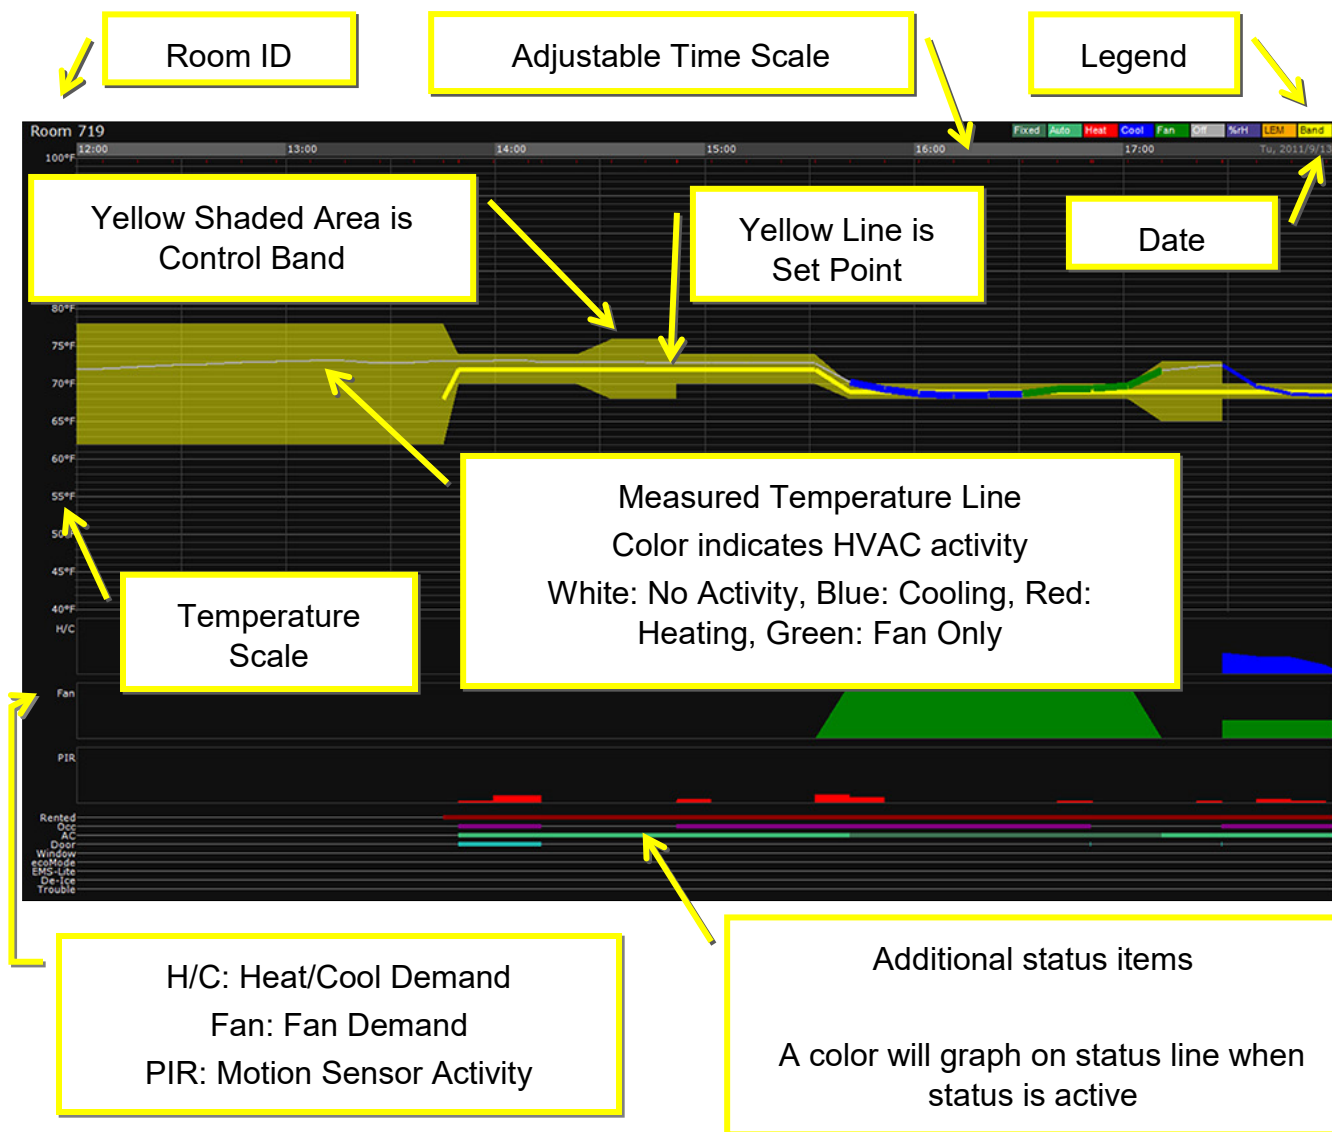 Room ID
Adjustable Time Scale
Legend
Room 719
Fixed Auto Heat Cool Fan Off %rH LEM Band
12:00 13:00 14:00 15:00 16:00 17:00 Tu, 2011/9/13
100°F
Yellow Shaded Area is
Control Band
Yellow Line is
Set Point
Date
80°F
75°F
70°F
65°F
60°F
55°F
50°F
45°F
40°F
Measured Temperature Line
Color indicates HVAC activity
White: No Activity, Blue: Cooling, Red:
Heating, Green: Fan Only
Temperature
Scale
H/C
Fan
PIR
Rented
Occ
AC
Door
Window
ecoMode
EMS-Lite
De-Ice
Trouble
H/C: Heat/Cool Demand
Fan: Fan Demand
PIR: Motion Sensor Activity
Additional status items
A color will graph on status line when
status is active